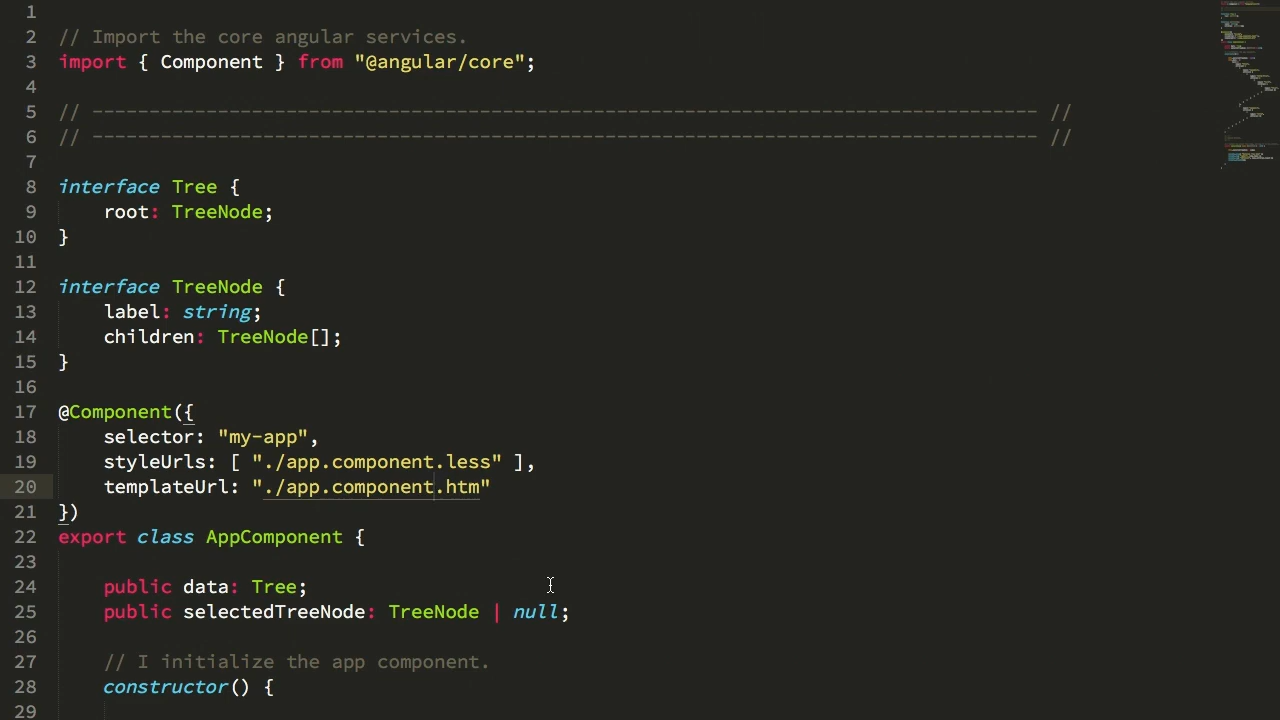 1
2 // Import the core angular services.
3 import { Component } from "@angular/core";
4
5 // ----------------------------------------------------------------------------------- //
6 // ----------------------------------------------------------------------------------- //
7
8 interface Tree {
9 root: TreeNode;
10 }
11
12 interface TreeNode {
13 label: string;
14 children: TreeNode[];
15 }
16
17 @Component({
18 selector: "my-app",
19 styleUrls: [ "./app.component.less" ],
20 templateUrl: "./app.component.htm"
21 })
22 export class AppComponent {
23
24 public data: Tree;
25 public selectedTreeNode: TreeNode | null;
26
27 // I initialize the app component.
28 constructor() {
29